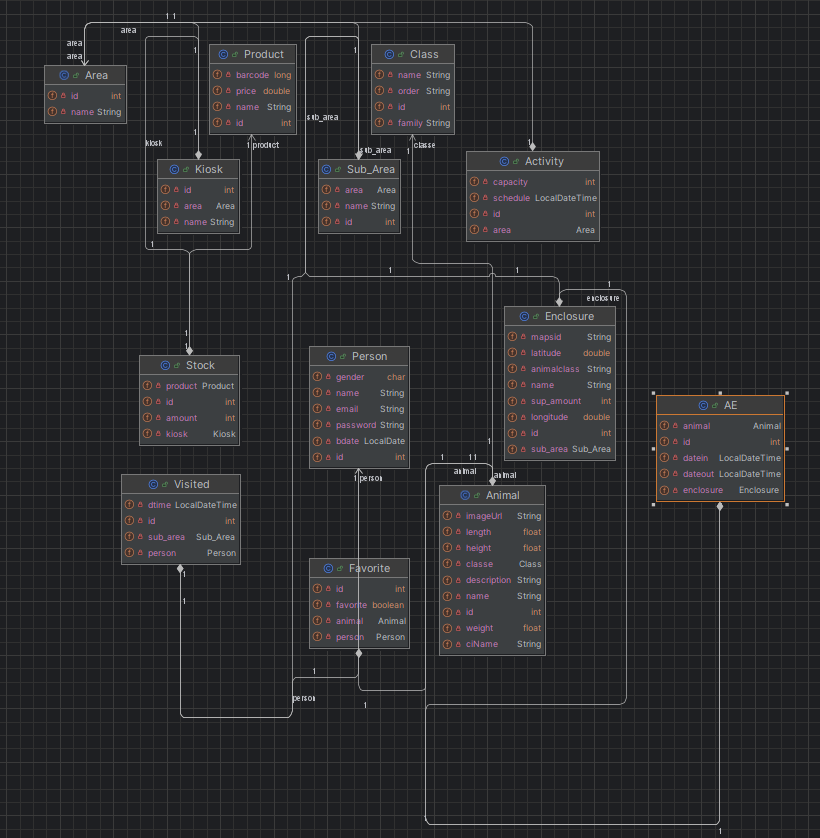 1 1
area
area
area
1
1
Product
barcode long
price double
name String
id int
Class
name String
order String
id int
family String
Area
id int
name String
sub_area
1
kiosk
1 product
sub_area
1 classe
1
Kiosk
id int
area Area
name String
Sub_Area
area Area
name String
id int
Activity
capacity int
schedule LocalDateTime
id int
area Area
1
1
1
1
1
enclosure
Enclosure
mapsid String
latitude double
animalclass String
name String
sup_amount int
longitude double
id int
sub_area Sub_Area
1
1
Stock
product Product
id int
amount int
kiosk Kiosk
Person
gender char
name String
email String
password String
bdate LocalDate
id int
AE
animal Animal
id int
datein LocalDateTime
dateout LocalDateTime
enclosure Enclosure
1
1 11
animal
animal
1 person
Visited
dtime LocalDateTime
id int
sub_area Sub_Area
person Person
Animal
imageUrl String
length float
height float
classe Class
description String
name String
id int
weight float
ciName String
Favorite
id int
favorite boolean
animal Animal
person Person
1
1
1
person
1
1
1